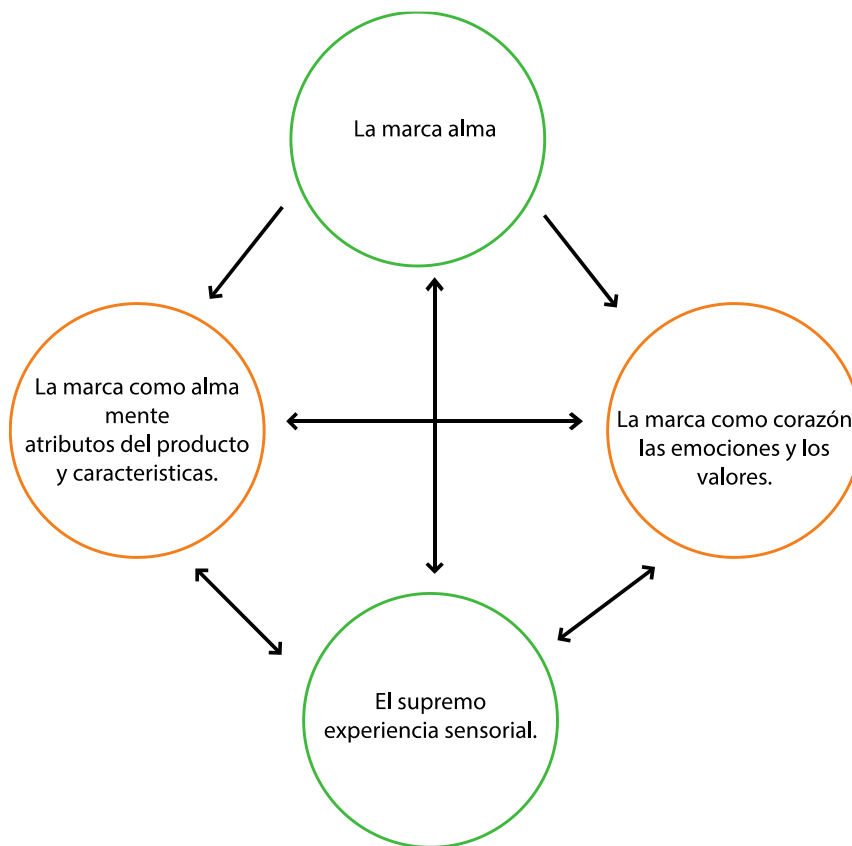 La marca alma
La marca como alma
mente
atributos del producto
y caracteristicas.
La marca como corazón
las emociones y los
valores.
El supremo
experiencia sensorial.